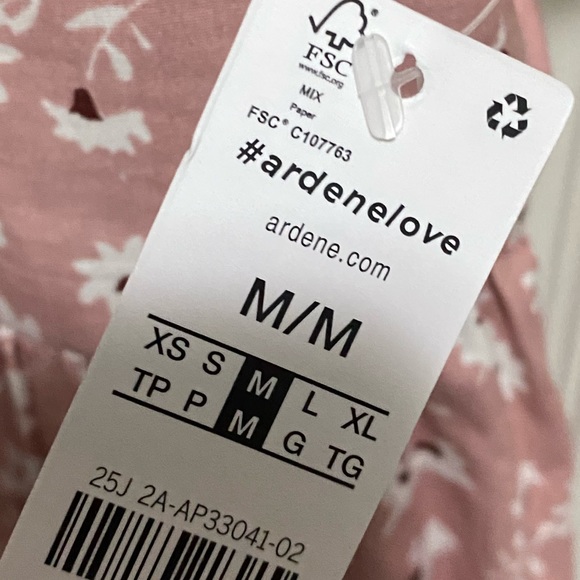 FSC
www.fsc.org
MIX
Paper
FSC® C107763
#ardenelove
ardene.com
M/M
XS S M L XL
TP P M G TG
25J 2A-AP33041-02